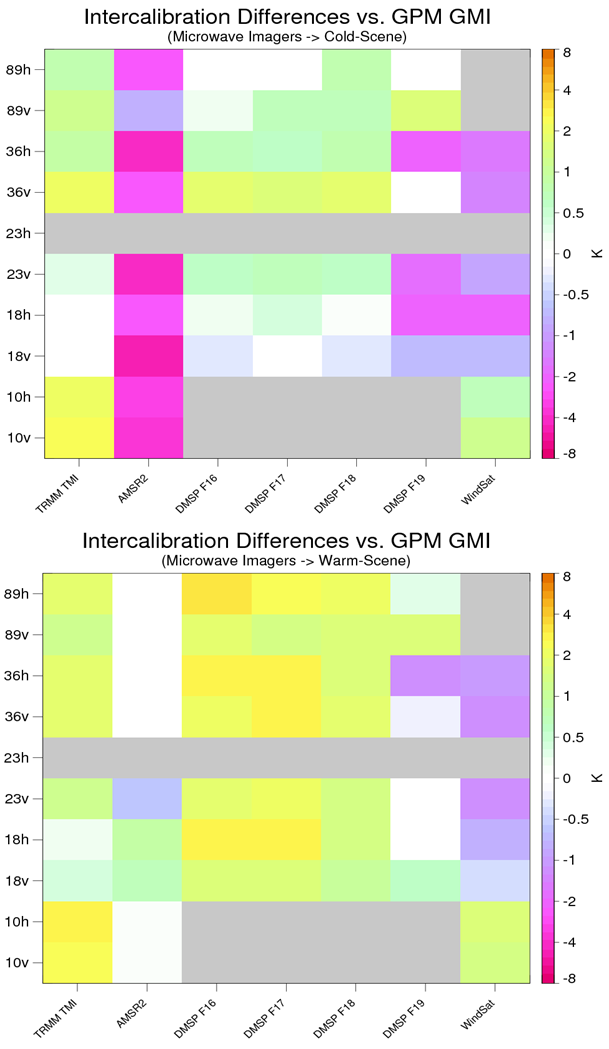 Intercalibration Differences vs. GPM GMI
(Microwave Imagers -> Cold-Scene)
89h
89v
36h
36v
23h
23v
18h
18v
10h
10v
8
4
2
1
0.5
0
-0.5
-1
-2
-4
-8
K
TRMM TMI
AMSR2
DMSP F16
DMSP F17
DMSP F18
DMSP F19
WindSat
Intercalibration Differences vs. GPM GMI
(Microwave Imagers -> Warm-Scene)
89h
89v
36h
36v
23h
23v
18h
18v
10h
10v
8
4
2
1
0.5
0
-0.5
-1
-2
-4
-8
K
TRMM TMI
AMSR2
DMSP F16
DMSP F17
DMSP F18
DMSP F19
WindSat